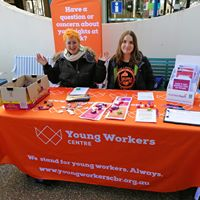 Have a
question or
concern about
your rights at
work?
Young Workers
CENTRE
We stand for young workers. Always.
www.youngworkerscbr.org.au